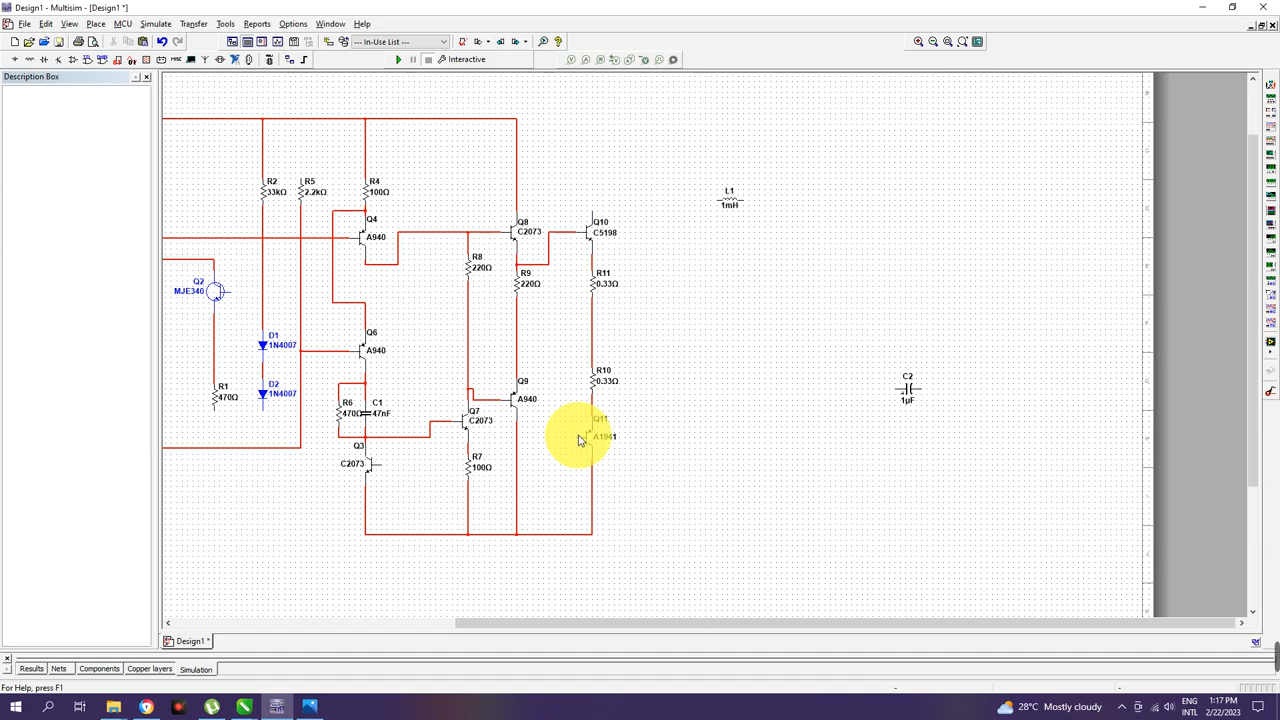 Design1 - Multisim - [Design1 *]
File Edit View Place MCU Simulate Transfer Tools Reports Options Window Help
--- In-Use List ---
Interactive
Description Box
R2
33kΩ
R5
2.2kΩ
R4
100Ω
Q4
A940
Q2
MJE340
D1
1N4007
D2
1N4007
R1
470Ω
Q6
A940
R6
470Ω
C1
47nF
Q3
C2073
R8
220Ω
Q7
C2073
R7
100Ω
Q8
C2073
R9
220Ω
Q9
A940
Q10
C5198
R11
0.33Ω
R10
0.33Ω
Q11
A1941
L1
1mH
C2
1µF
Design1 *
Results Nets Components Copper layers Simulation
For Help, press F1
- -
28°C Mostly cloudy
ENG
INTL
1:17 PM
2/22/2023